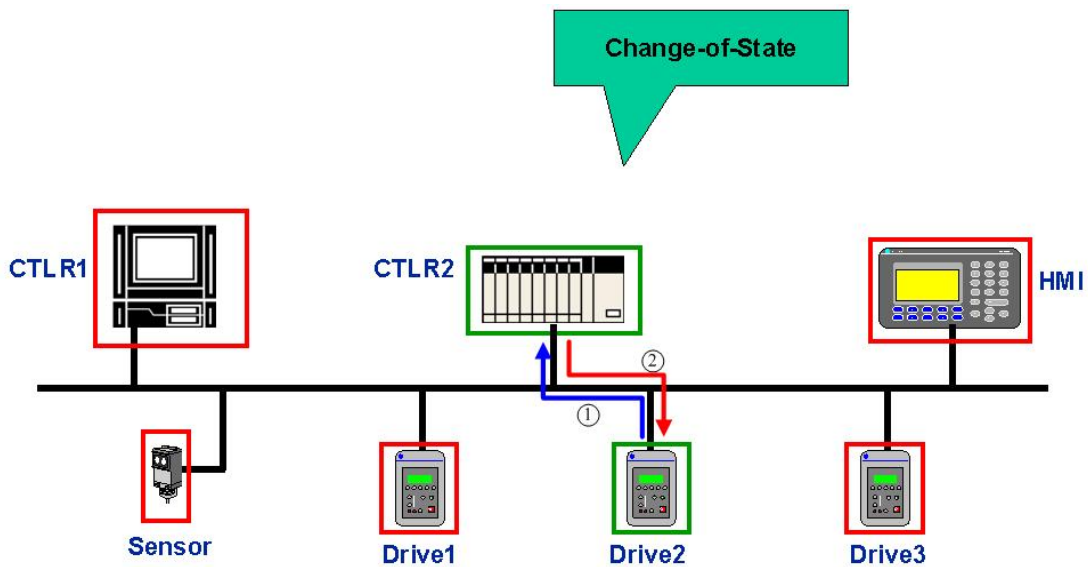 Change-of-State
CTLR1
CTLR2
HMI
②
①
Sensor
Drive1
Drive2
Drive3